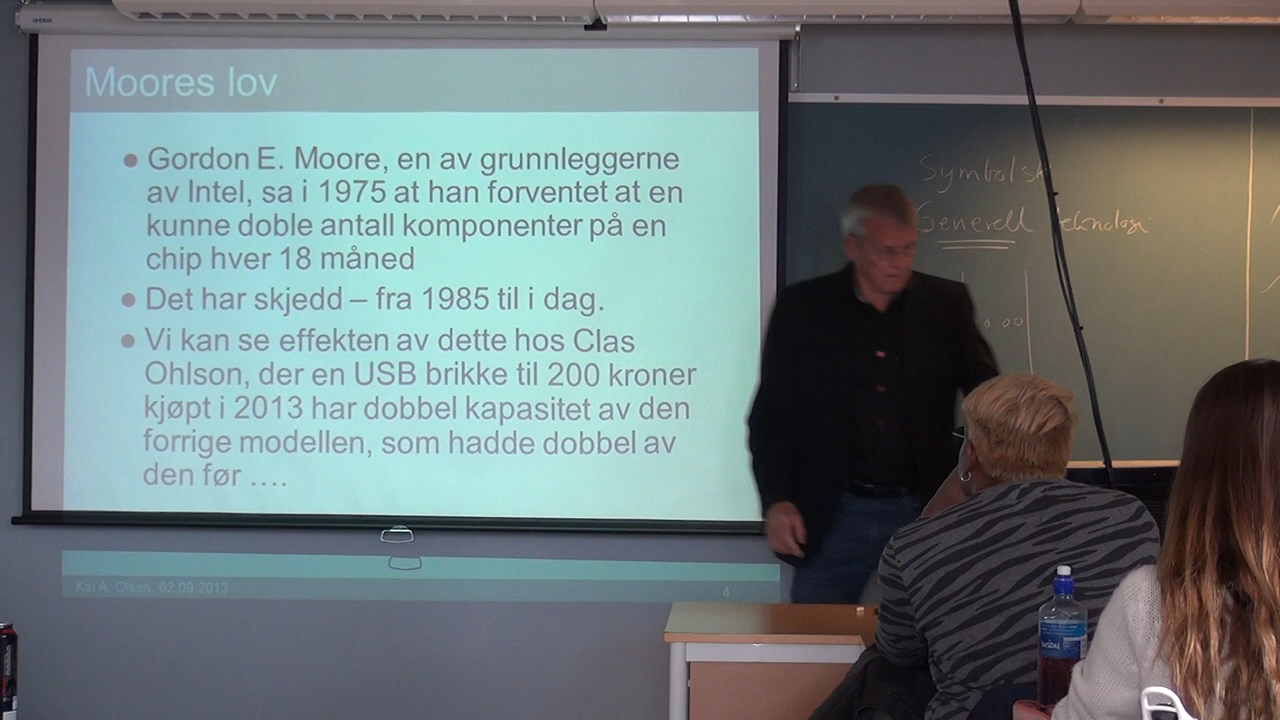 Moores lov
● Gordon E. Moore, en av grunnleggerne
av Intel, sa i 1975 at han forventet at en
kunne doble antall komponenter på en
chip hver 18 måned
● Det har skjedd – fra 1985 til i dag.
● Vi kan se effekten av dette hos Clas
Ohlson, der en USB brikke til 200 kroner
kjøpt i 2013 har dobbel kapasitet av den
forrige modellen, som hadde dobbel av
den før ….
Kai A. Olsen, 02.09.2013
4
Symbolsk
Generell teknologi